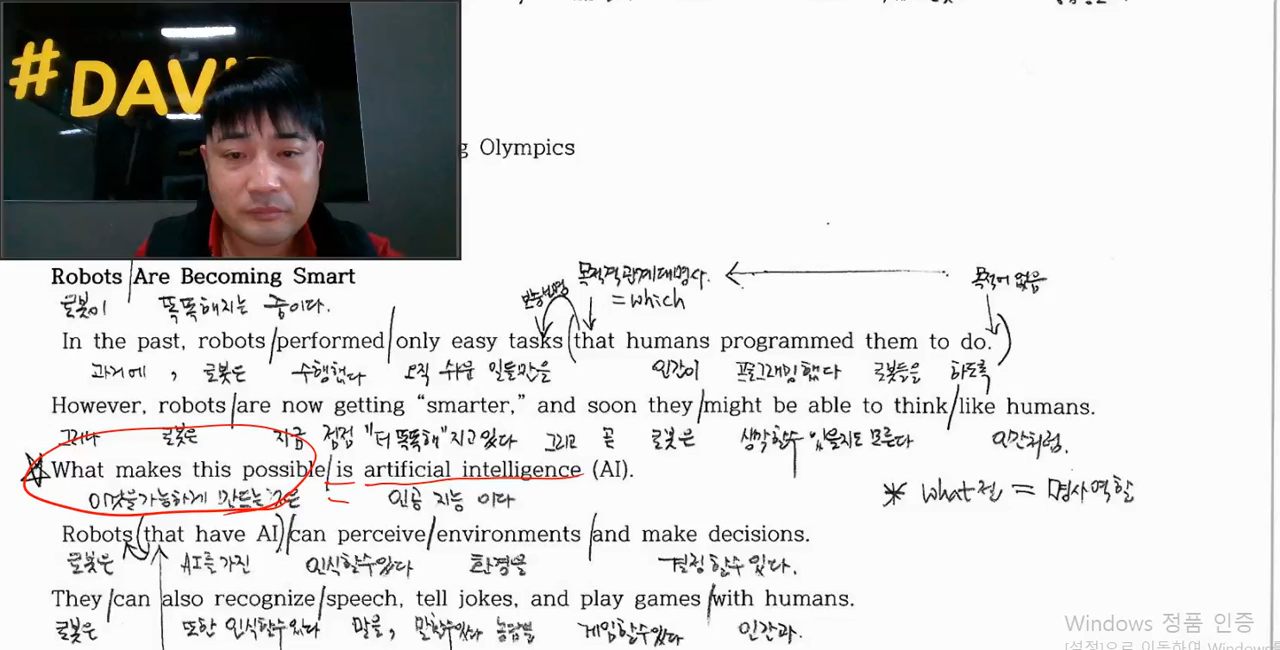 #DAV
Olympics
Robots Are Becoming Smart
로봇이 똑똑해지는 중이다.
목적격관계대명사.
목적어 없음
= which
In the past, robots performed only easy tasks that humans programmed them to do.
과거에, 로봇은 수행했다 오직 쉬운 일들만을 인간이 프로그래밍했다 로봇들을 하도록
However, robots are now getting “smarter,” and soon they might be able to think like humans.
그러나 로봇은 지금 점점 "더 똑똑해"지고있다 그리고 곧 로봇은 생각할수 있을지도 모른다 인간처럼.
What makes this possible is artificial intelligence (AI).
이것을가능하게 만드는것은 인공 지능 이다
* what절 = 명사역할
Robots that have AI can perceive environments and make decisions.
로봇은 AI를가진 인식할수있다 환경을 결정할수있다.
They can also recognize speech, tell jokes, and play games with humans.
로봇은 또한 인식할수있다 말을, 말할수있다 농담을 게임할수있다 인간과.
Windows 정품 인증